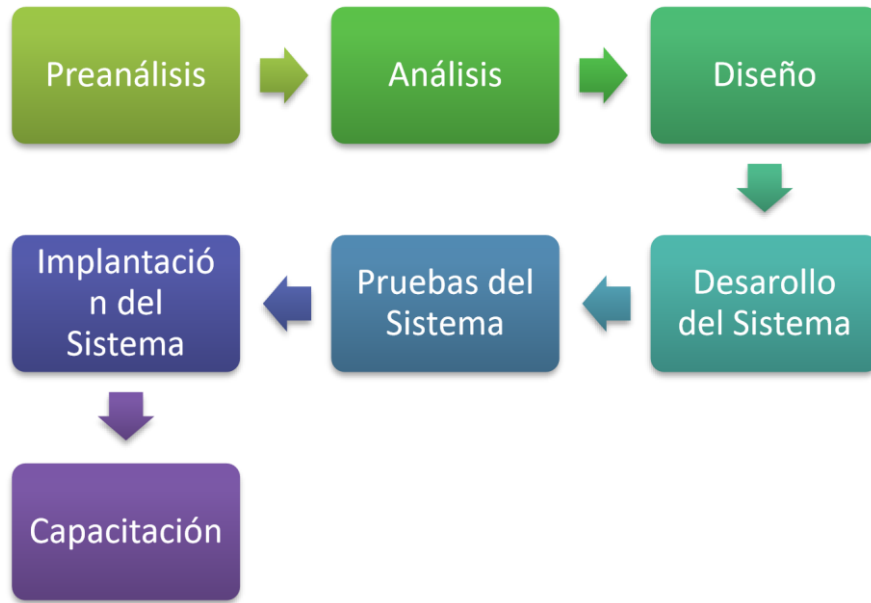 Preanálisis
Análisis
Diseño
Desarollo
del Sistema
Pruebas del
Sistema
Implantació
n del
Sistema
Capacitación